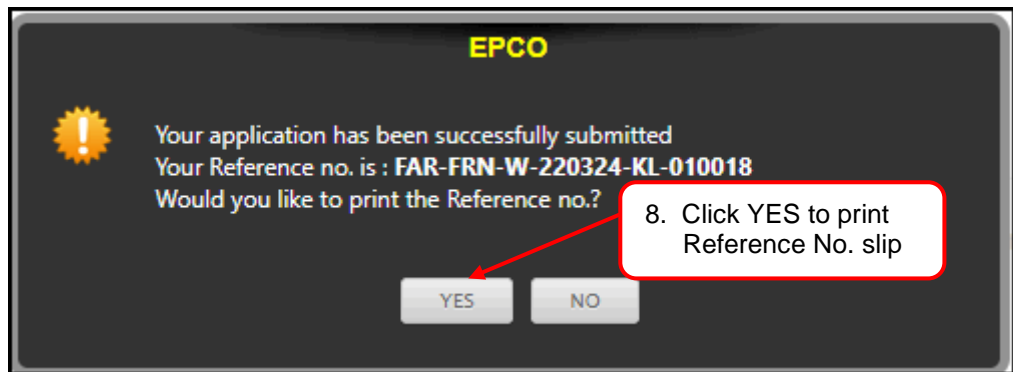 EPCO
Your application has been successfully submitted
Your Reference no. is : FAR-FRN-W-220324-KL-010018
Would you like to print the Reference no.?
8. Click YES to print
Reference No. slip
YES
NO